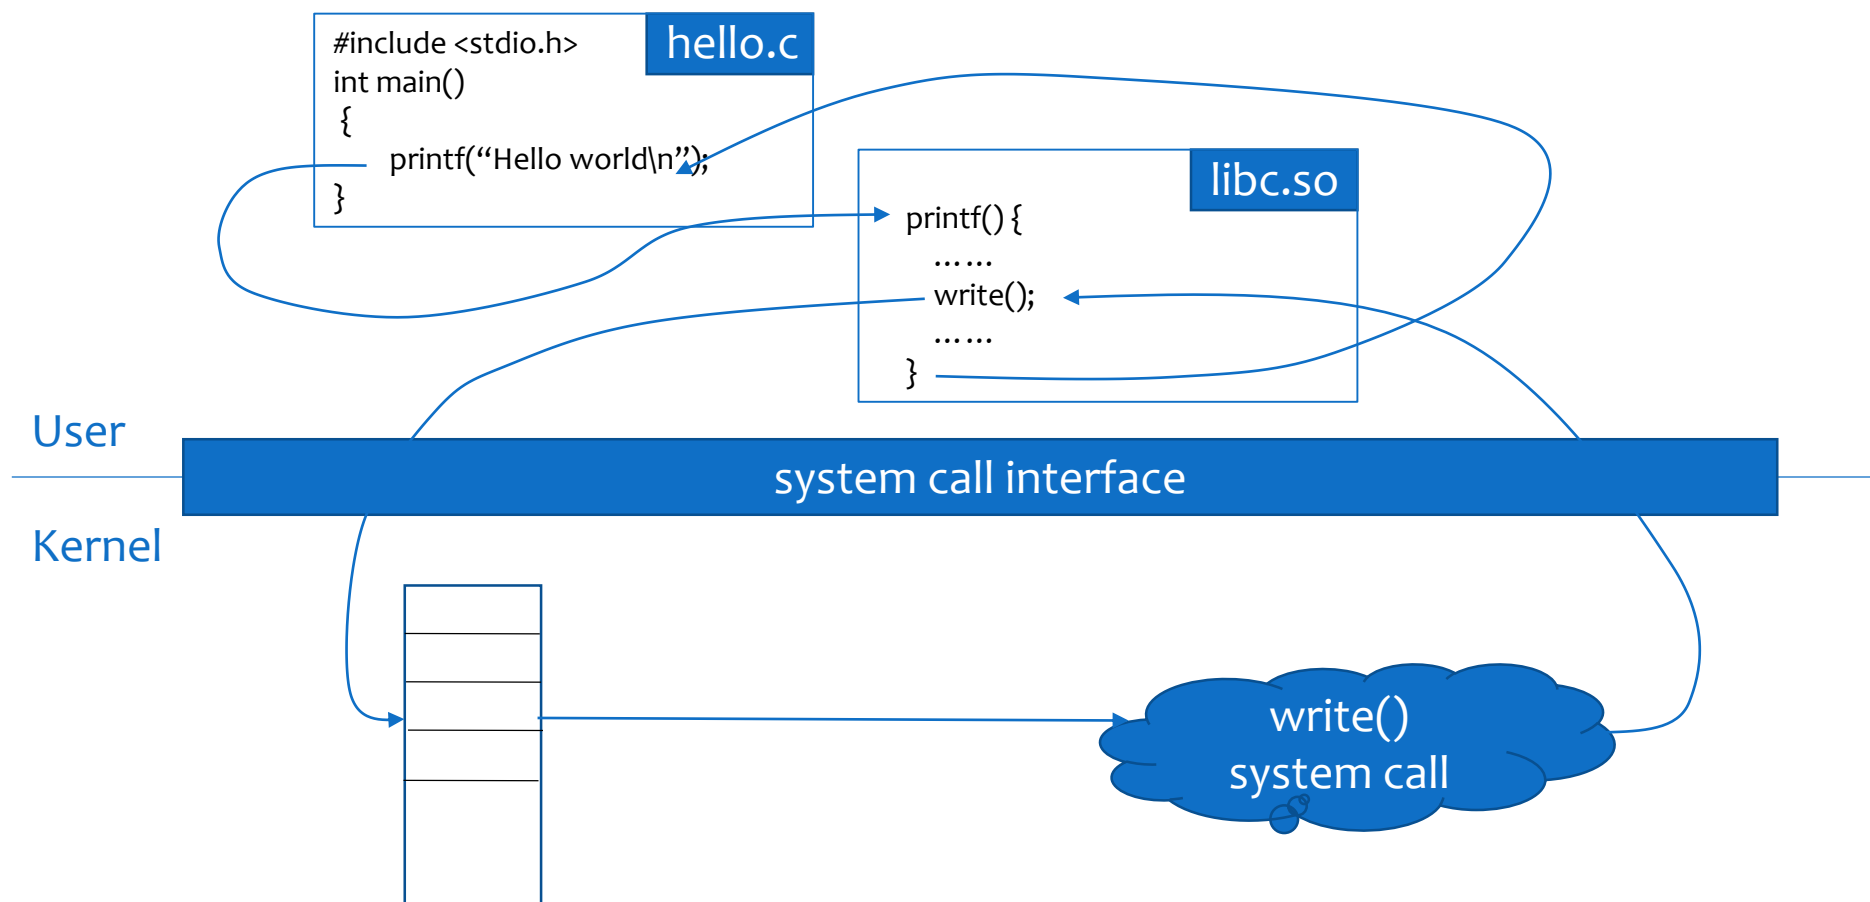 hello.c
#include <stdio.h>
int main()
{
printf(“Hello world\n”);
}
libc.so
printf() {
……
write();
……
}
User
system call interface
Kernel
write()
system call